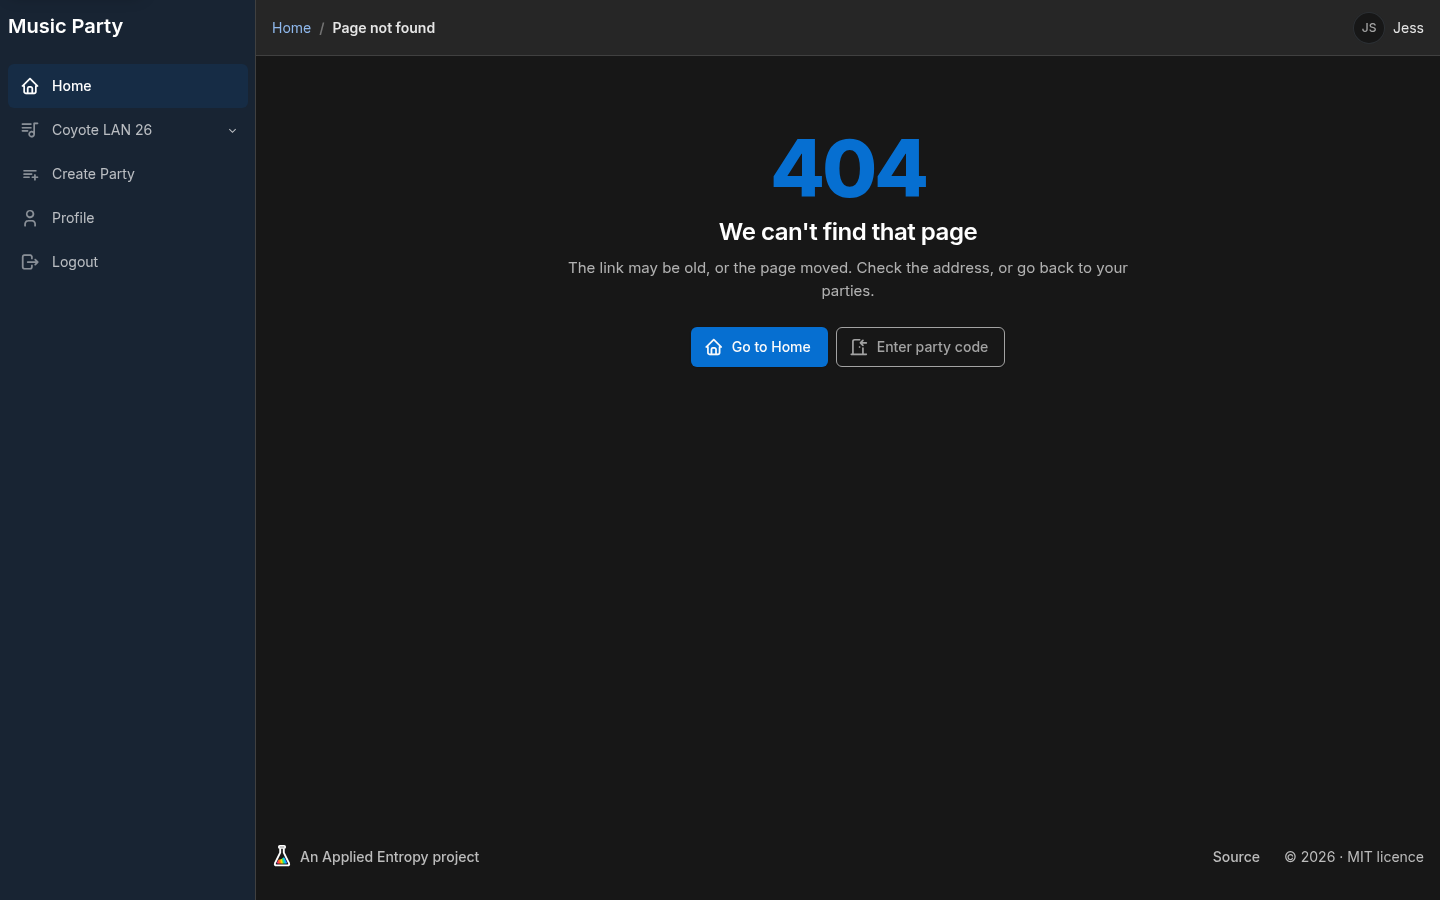 Music Party
Home
Coyote LAN 26
Create Party
Profile
Logout
Home / Page not found
JS Jess
404
We can't find that page
The link may be old, or the page moved. Check the address, or go back to your
parties.
Go to Home
Enter party code
An Applied Entropy project
Source
© 2026 · MIT licence